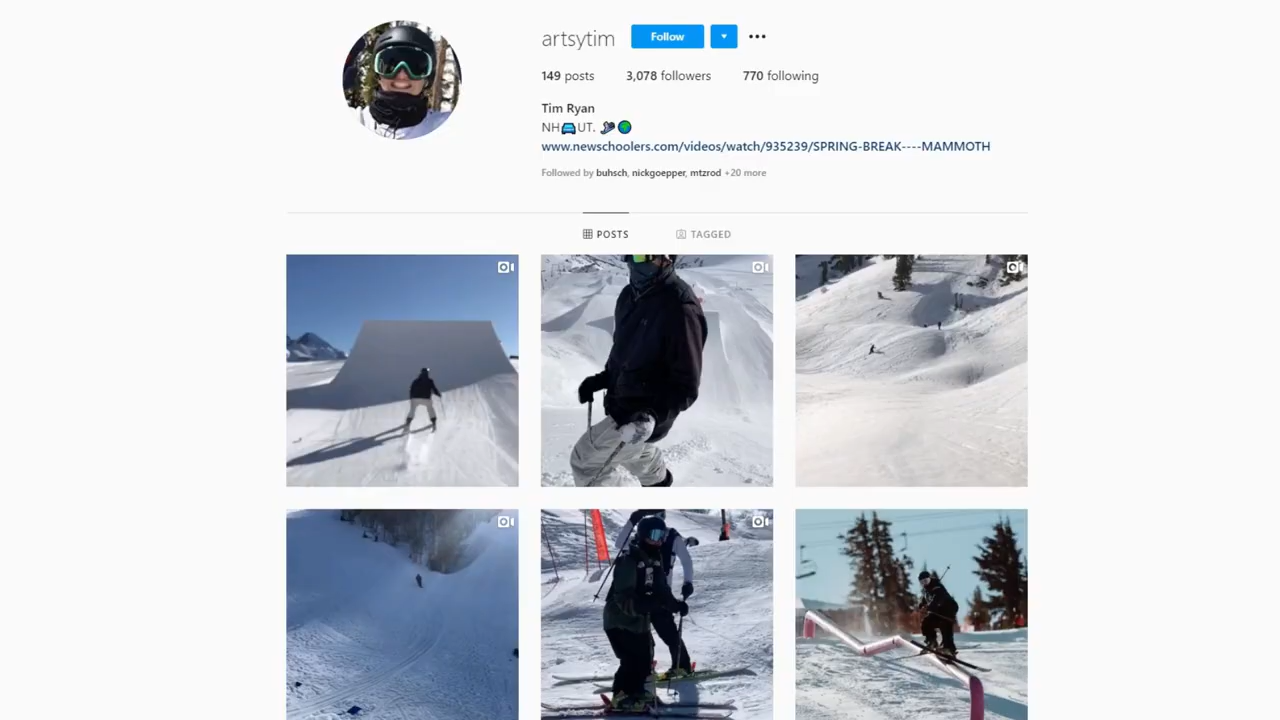 artsytim Follow
149 posts 3,078 followers 770 following
Tim Ryan
NH🚙UT. 🎿🌍
www.newschoolers.com/videos/watch/935239/SPRING-BREAK----MAMMOTH
Followed by buhsch, nickgoepper, mtzrod +20 more
POSTS TAGGED